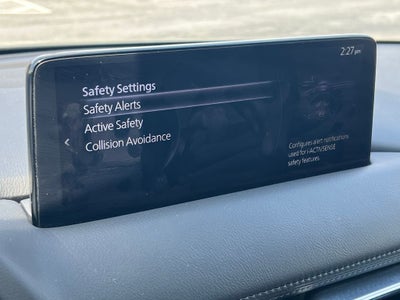 2:27 pm
Safety Settings
Safety Alerts
Active Safety
Collision Avoidance
Configures alert notifications
used for i-ACTIVSENSE
safety features.